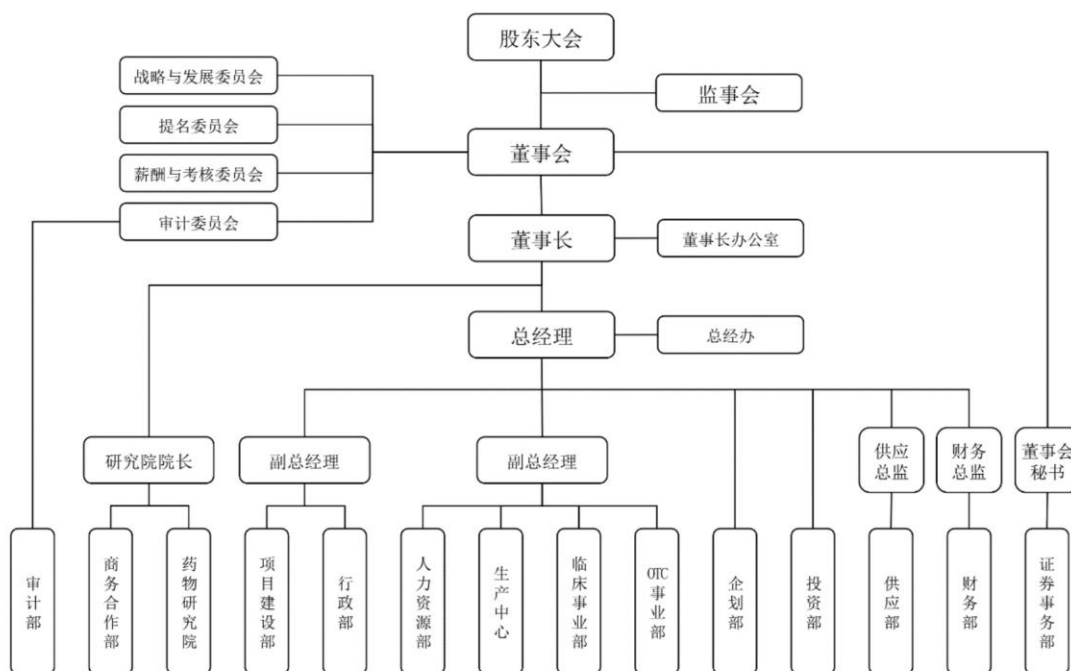 股东大会
战略与发展委员会
监事会
提名委员会
董事会
薪酬与考核委员会
审计委员会
董事长
董事长办公室
总经理
总经办
研究院院长
副总经理
副总经理
供应
总监
财务
总监
董事会
秘书
审计部
商务合作部
药物研究院
项目建设部
行政部
人力资源部
生产中心
临床事业部
OTC事业部
企划部
投资部
供应部
财务部
证券事务部